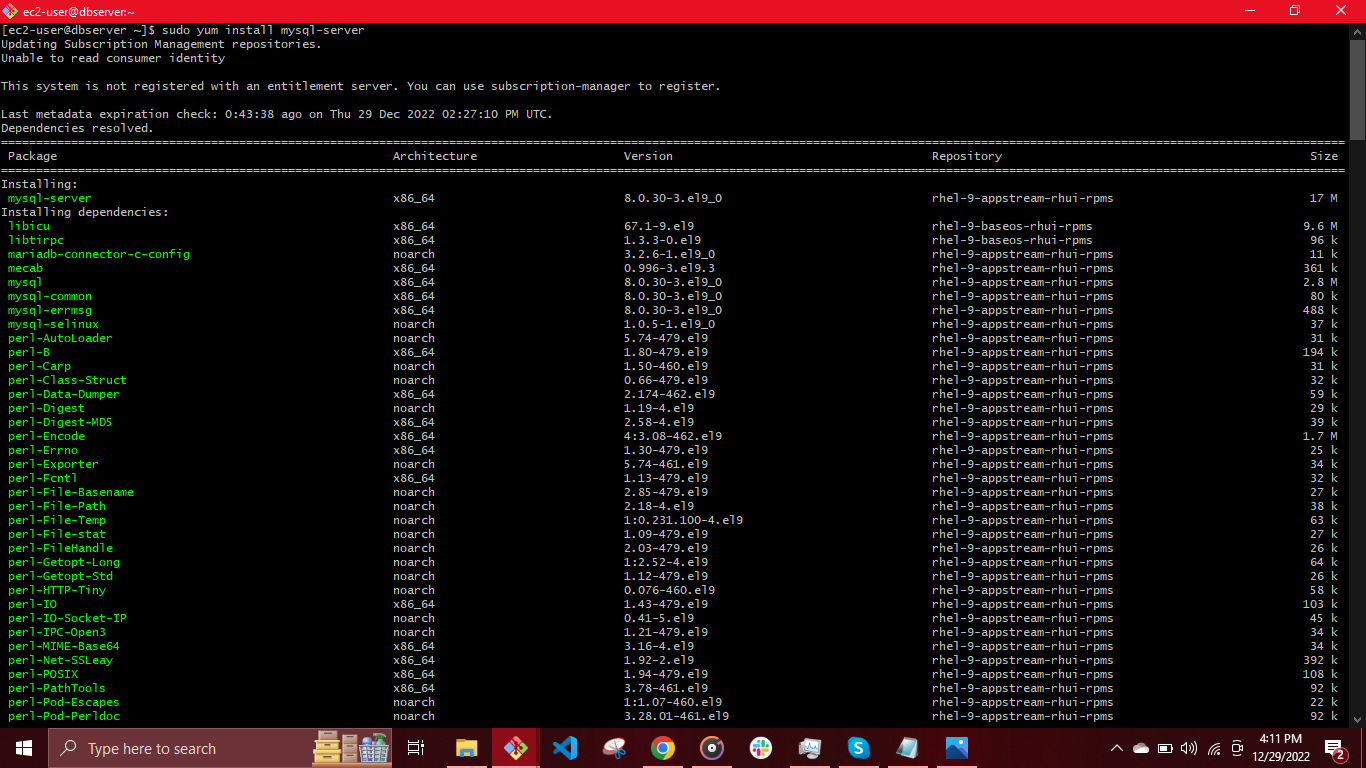 ec2-user@dbserver:~
[ec2-user@dbserver ~]$ sudo yum install mysql-server
Updating Subscription Management repositories.
Unable to read consumer identity
This system is not registered with an entitlement server. You can use subscription-manager to register.
Last metadata expiration check: 0:43:38 ago on Thu 29 Dec 2022 02:27:10 PM UTC.
Dependencies resolved.
Package Architecture Version Repository Size
Installing:
mysql-server x86_64 8.0.30-3.el9_0 rhel-9-appstream-rhui-rpms 17 M
Installing dependencies:
libicu x86_64 67.1-9.el9 rhel-9-baseos-rhui-rpms 9.6 M
libtirpc x86_64 1.3.3-0.el9 rhel-9-baseos-rhui-rpms 96 k
mariadb-connector-c-config noarch 3.2.6-1.el9_0 rhel-9-appstream-rhui-rpms 11 k
mecab x86_64 0.996-3.el9.3 rhel-9-appstream-rhui-rpms 361 k
mysql x86_64 8.0.30-3.el9_0 rhel-9-appstream-rhui-rpms 2.8 M
mysql-common x86_64 8.0.30-3.el9_0 rhel-9-appstream-rhui-rpms 80 k
mysql-errmsg x86_64 8.0.30-3.el9_0 rhel-9-appstream-rhui-rpms 488 k
mysql-selinux noarch 1.0.5-1.el9_0 rhel-9-appstream-rhui-rpms 37 k
perl-AutoLoader noarch 5.74-479.el9 rhel-9-appstream-rhui-rpms 31 k
perl-B x86_64 1.80-479.el9 rhel-9-appstream-rhui-rpms 194 k
perl-Carp noarch 1.50-460.el9 rhel-9-appstream-rhui-rpms 31 k
perl-Class-Struct noarch 0.66-479.el9 rhel-9-appstream-rhui-rpms 32 k
perl-Data-Dumper x86_64 2.174-462.el9 rhel-9-appstream-rhui-rpms 59 k
perl-Digest noarch 1.19-4.el9 rhel-9-appstream-rhui-rpms 29 k
perl-Digest-MD5 x86_64 2.58-4.el9 rhel-9-appstream-rhui-rpms 39 k
perl-Encode x86_64 4:3.08-462.el9 rhel-9-appstream-rhui-rpms 1.7 M
perl-Errno x86_64 1.30-479.el9 rhel-9-appstream-rhui-rpms 25 k
perl-Exporter noarch 5.74-461.el9 rhel-9-appstream-rhui-rpms 34 k
perl-Fcntl x86_64 1.13-479.el9 rhel-9-appstream-rhui-rpms 32 k
perl-File-Basename noarch 2.85-479.el9 rhel-9-appstream-rhui-rpms 27 k
perl-File-Path noarch 2.18-4.el9 rhel-9-appstream-rhui-rpms 38 k
perl-File-Temp noarch 1:0.231.100-4.el9 rhel-9-appstream-rhui-rpms 63 k
perl-File-stat noarch 1.09-479.el9 rhel-9-appstream-rhui-rpms 27 k
perl-FileHandle noarch 2.03-479.el9 rhel-9-appstream-rhui-rpms 26 k
perl-Getopt-Long noarch 1:2.52-4.el9 rhel-9-appstream-rhui-rpms 64 k
perl-Getopt-Std noarch 1.12-479.el9 rhel-9-appstream-rhui-rpms 26 k
perl-HTTP-Tiny noarch 0.076-460.el9 rhel-9-appstream-rhui-rpms 58 k
perl-IO x86_64 1.43-479.el9 rhel-9-appstream-rhui-rpms 103 k
perl-IO-Socket-IP noarch 0.41-5.el9 rhel-9-appstream-rhui-rpms 45 k
perl-IPC-Open3 noarch 1.21-479.el9 rhel-9-appstream-rhui-rpms 34 k
perl-MIME-Base64 x86_64 3.16-4.el9 rhel-9-appstream-rhui-rpms 34 k
perl-Net-SSLeay x86_64 1.92-2.el9 rhel-9-appstream-rhui-rpms 392 k
perl-POSIX x86_64 1.94-479.el9 rhel-9-appstream-rhui-rpms 108 k
perl-PathTools x86_64 3.78-461.el9 rhel-9-appstream-rhui-rpms 92 k
perl-Pod-Escapes noarch 1:1.07-460.el9 rhel-9-appstream-rhui-rpms 22 k
perl-Pod-Perldoc noarch 3.28.01-461.el9 rhel-9-appstream-rhui-rpms 92 k
Type here to search
4:11 PM
12/29/2022
2